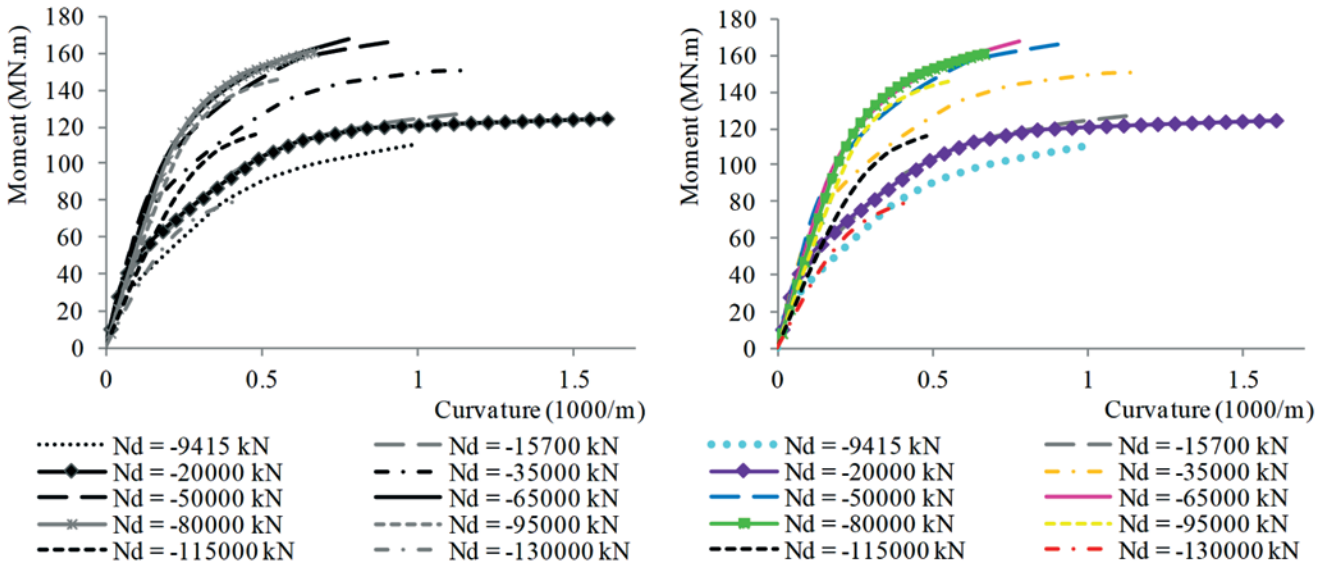 Moment (MN.m)
180
160
140
120
100
80
60
40
20
0
0 0.5 1 1.5
Curvature (1000/m)
Nd = -9415 kN
Nd = -15700 kN
Nd = -20000 kN
Nd = -35000 kN
Nd = -50000 kN
Nd = -65000 kN
Nd = -80000 kN
Nd = -95000 kN
Nd = -115000 kN
Nd = -130000 kN
Moment (MN.m)
180
160
140
120
100
80
60
40
20
0
0 0.5 1 1.5
Curvature (1000/m)
Nd = -9415 kN
Nd = -15700 kN
Nd = -20000 kN
Nd = -35000 kN
Nd = -50000 kN
Nd = -65000 kN
Nd = -80000 kN
Nd = -95000 kN
Nd = -115000 kN
Nd = -130000 kN